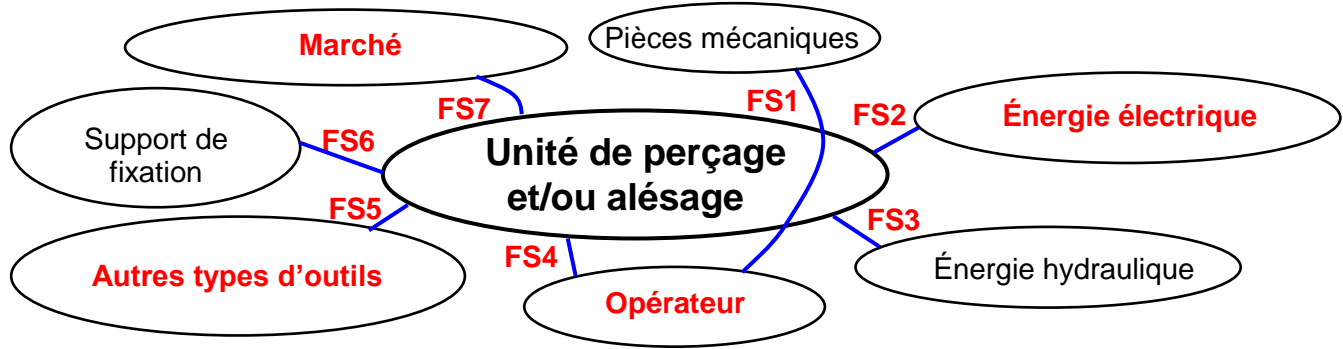 Marché
Pièces mécaniques
FS7
FS1
FS2
Énergie électrique
Support de
fixation
FS6
Unité de perçage
et/ou alésage
FS5
FS4
FS3
Autres types d'outils
Opérateur
Énergie hydraulique